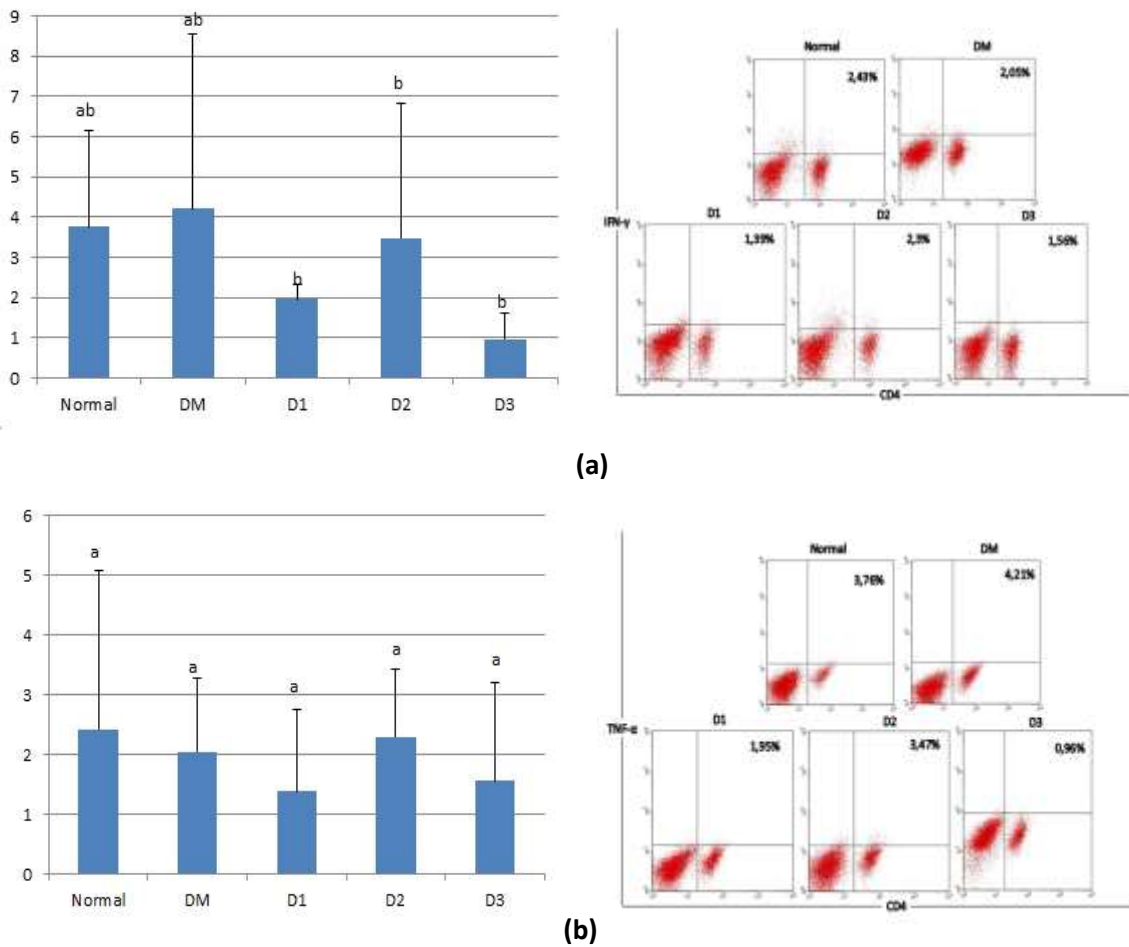 9
8
7
6
5
4
3
2
1
0
ab
ab
b
b
b
Normal DM D1 D2 D3
Normal DM
2,43% 2,05%
IFN-γ D1 D2 D3
1,39% 2,3% 1,56%
CD4
(a)
6
5
4
3
2
1
0
a
a
a
a
a
Normal DM D1 D2 D3
Normal DM
3,76% 4,21%
TNF-α D1 D2 D3
1,95% 3,47% 0,96%
CD4
(b)